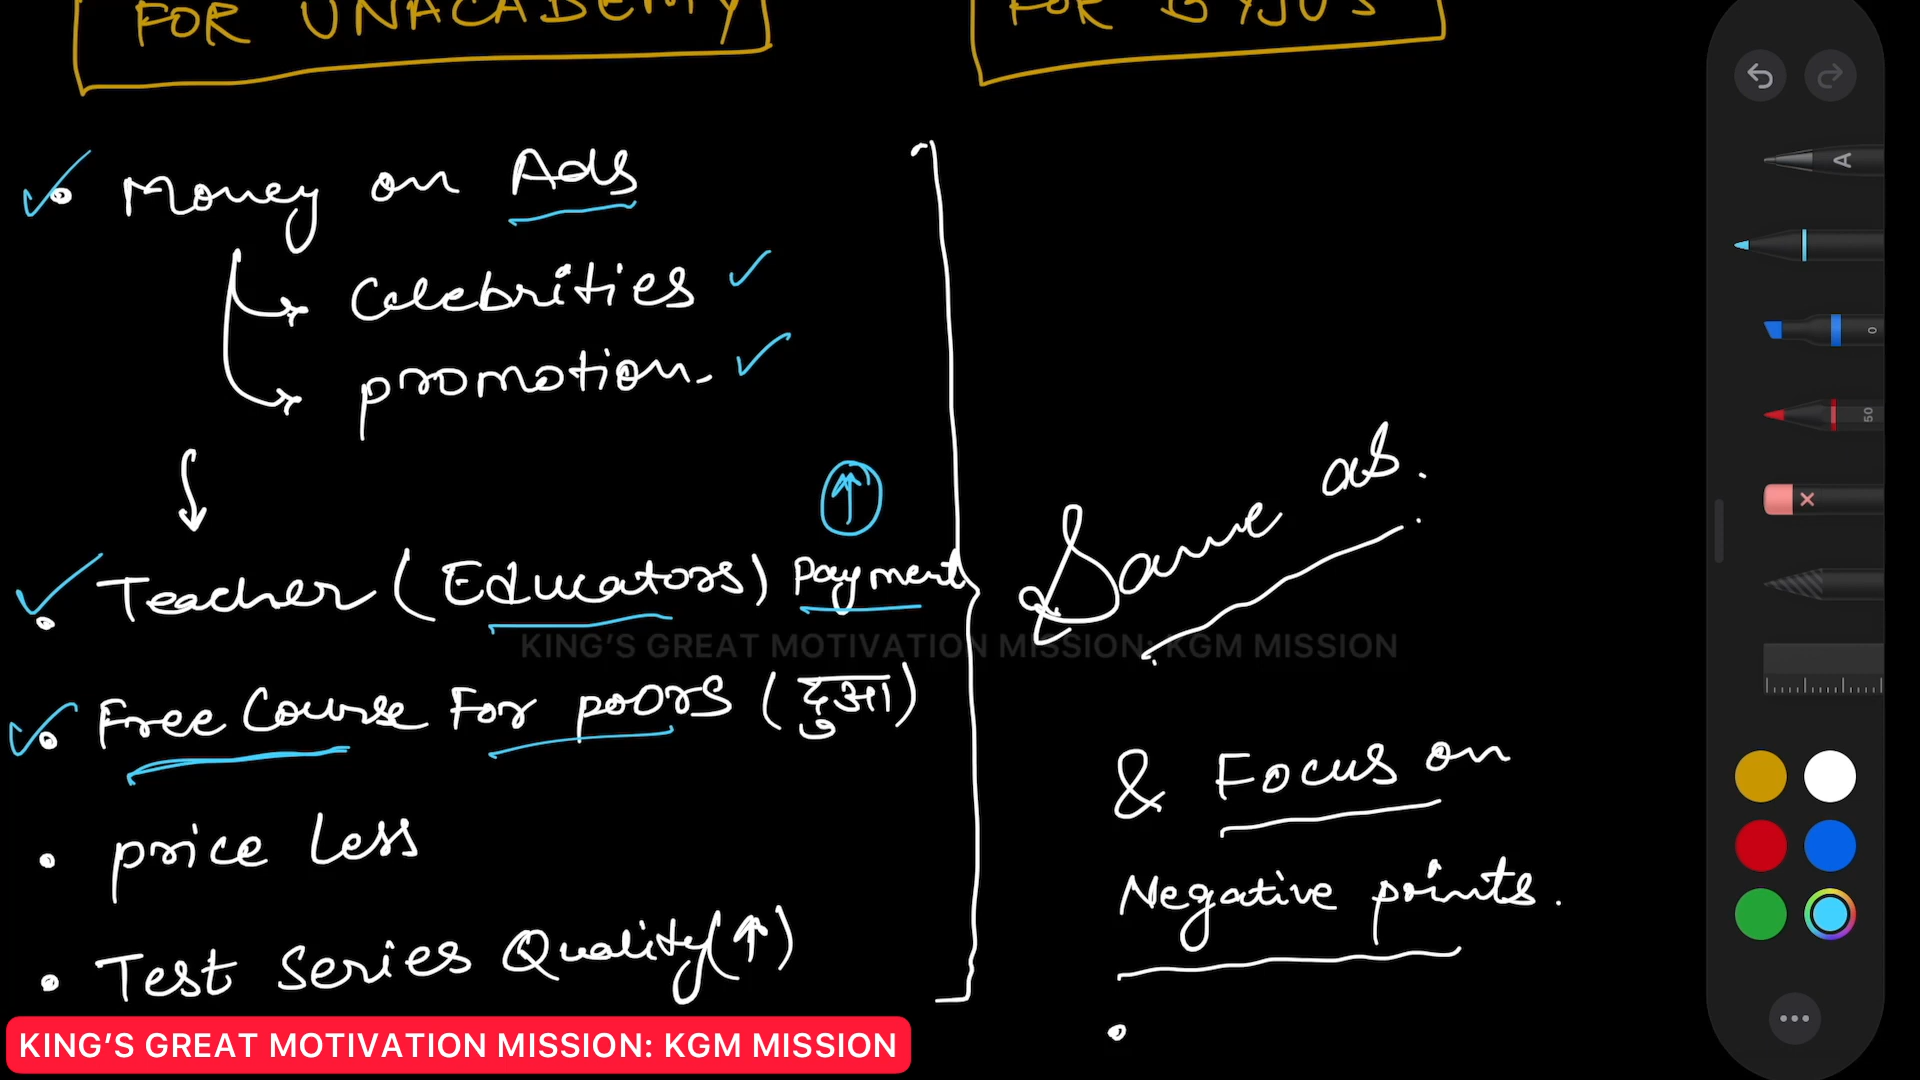 FOR UNACADEMY
FOR BYJU'S
• Money on Ads
→ Celebrities
→ promotion.
• Teacher (Educators) payment
• Free Course For poors (दुआ)
• price less
• Test Series Quality (↑)
Same as.
& Focus on
Negative points.
KING'S GREAT MOTIVATION MISSION: KGM MISSION
KING'S GREAT MOTIVATION MISSION: KGM MISSION
A
0
50